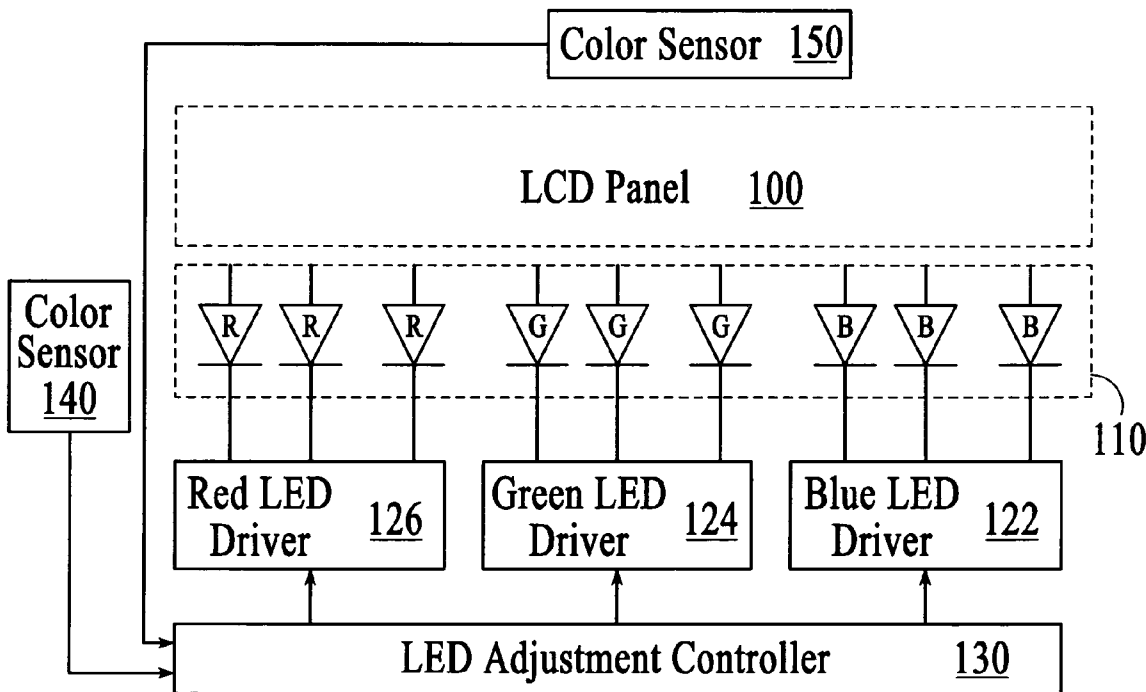 Color Sensor 150
LCD Panel 100
Color
Sensor
140
R R R G G G B B B
110
Red LED
Driver 126
Green LED
Driver 124
Blue LED
Driver 122
LED Adjustment Controller 130